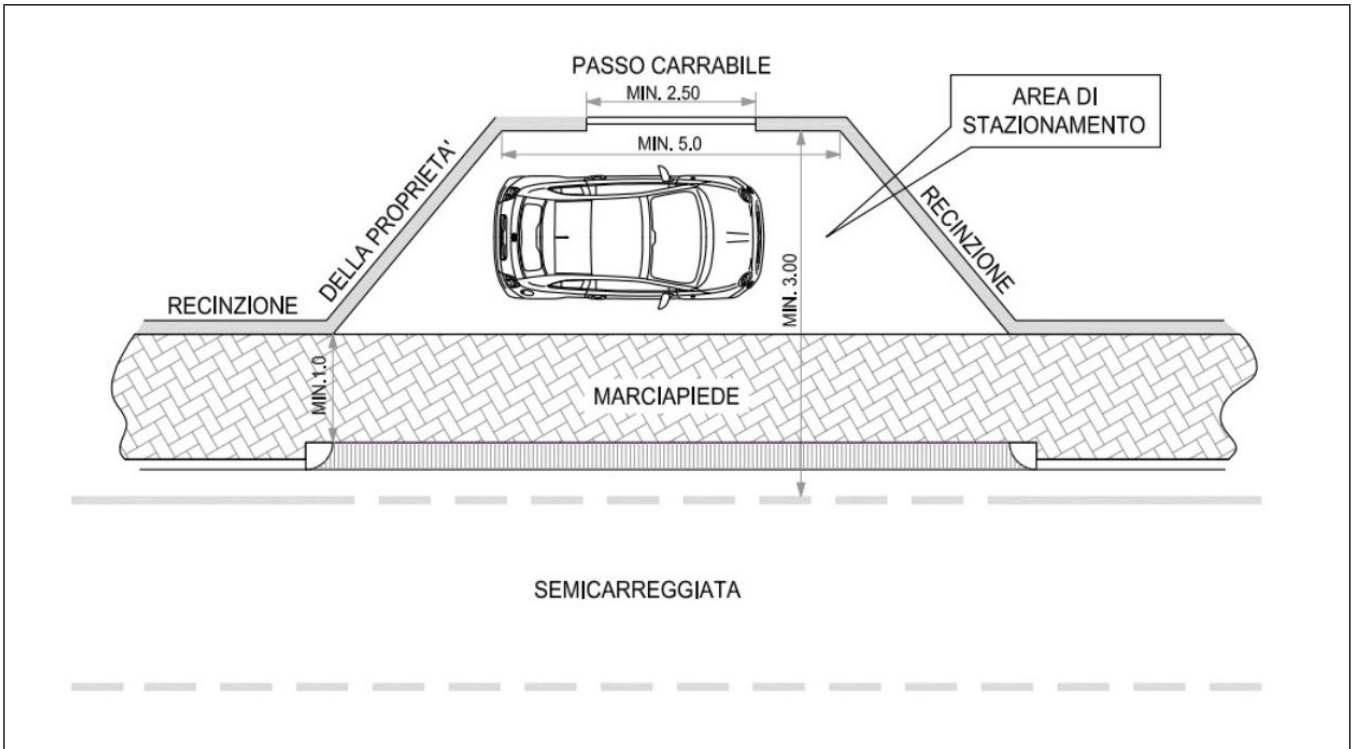 PASSO CARRABILE
MIN. 2.50
AREA DI
STAZIONAMENTO
MIN. 5.0
DELLA PROPRIETA'
RECINZIONE
RECINZIONE
MIN. 3.00
MIN.1.0
MARCIAPIEDE
SEMICARREGGIATA